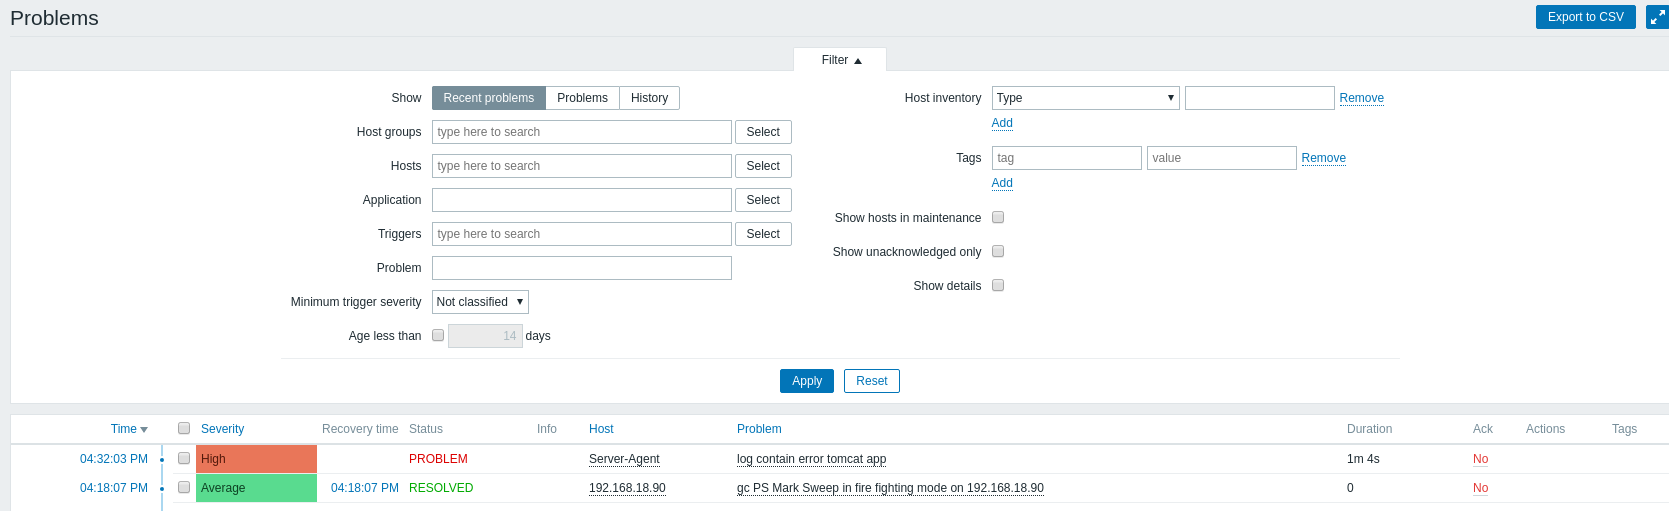 Problems
Export to CSV
Filter
Show Recent problems Problems History
Host groups type here to search Select
Hosts type here to search Select
Application Select
Triggers type here to search Select
Problem
Minimum trigger severity Not classified
Age less than 14 days
Host inventory Type Remove
Add
Tags tag value Remove
Add
Show hosts in maintenance
Show unacknowledged only
Show details
Apply Reset
Time Severity Recovery time Status Info Host Problem Duration Ack Actions Tags
04:32:03 PM High PROBLEM Server-Agent log contain error tomcat app 1m 4s No
04:18:07 PM Average 04:18:07 PM RESOLVED 192.168.18.90 gc PS Mark Sweep in fire fighting mode on 192.168.18.90 0 No